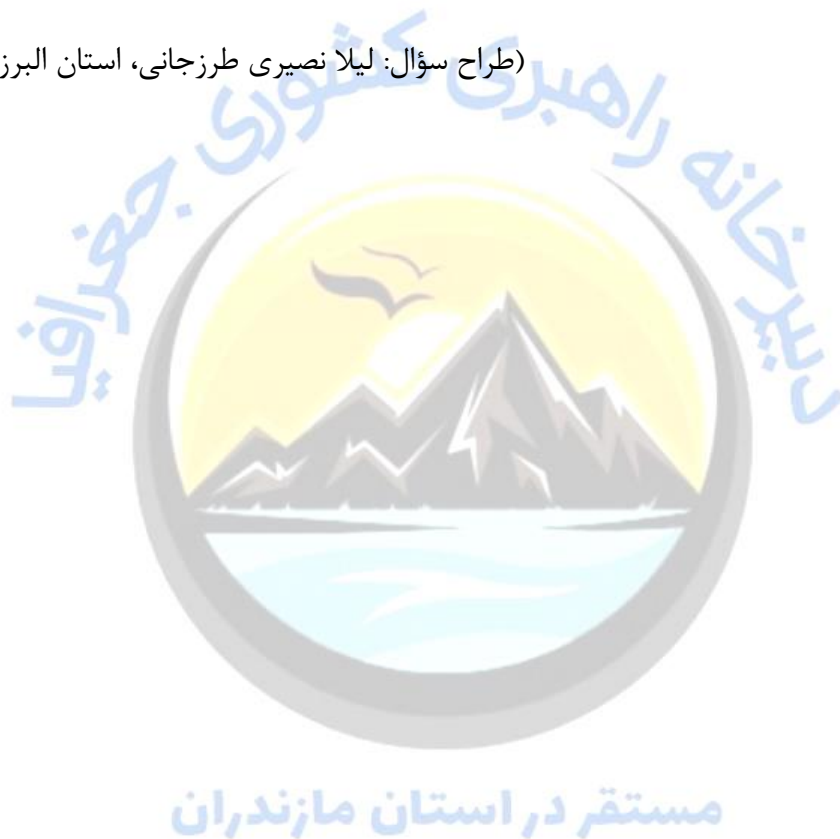 (طراح سؤال: لیلا نصیری طرزجانی، استان البرز
دبیرخانه راهبری کشوری جغرافیا
مستقر در استان مازندران